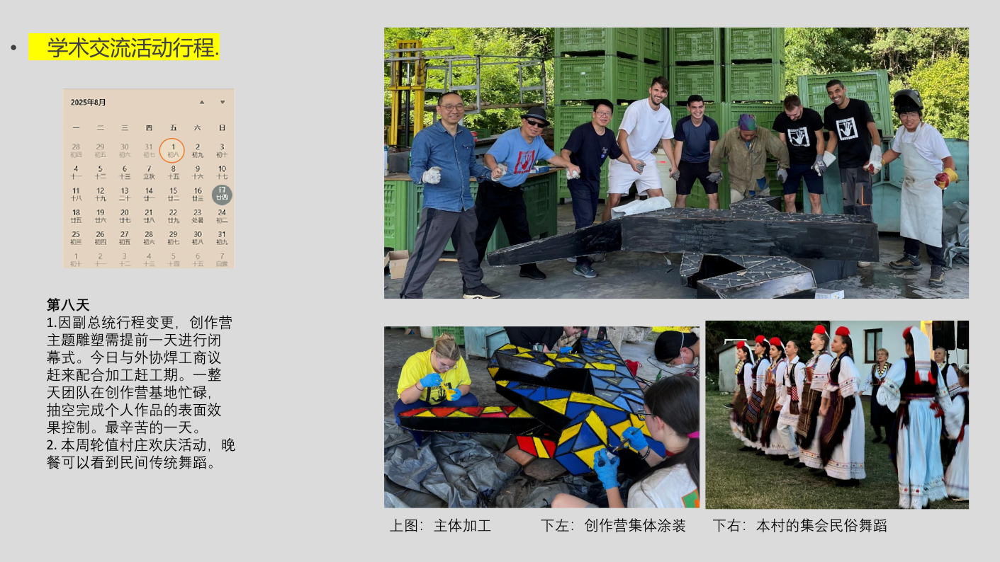 • 学术交流活动行程.
2025年8月
一 二 三 四 五 六 日
28 29 30 31 1 2 3
初四 初五 初六 初七 初八 初九 初十
4 5 6 7 8 9 10
十一 十二 十三 立秋 十五 十六 十七
11 12 13 14 15 16 17
十八 十九 二十 廿一 廿二 廿三 廿四
18 19 20 21 22 23 24
廿五 廿六 廿七 廿八 廿九 处暑 初二
25 26 27 28 29 30 31
初三 初四 初五 初六 初七 初八 初九
1 2 3 4 5 6 7
初十 十一 十二 十三 十四 十五 白露
第八天
1.因副总统行程变更，创作营
主题雕塑需提前一天进行闭
幕式。今日与外协焊工商议
赶来配合加工赶工期。一整
天团队在创作营基地忙碌，
抽空完成个人作品的表面效
果控制。最辛苦的一天。
2. 本周轮值村庄欢庆活动，晚
餐可以看到民间传统舞蹈。
上图：主体加工 下左：创作营集体涂装 下右：本村的集会民俗舞蹈